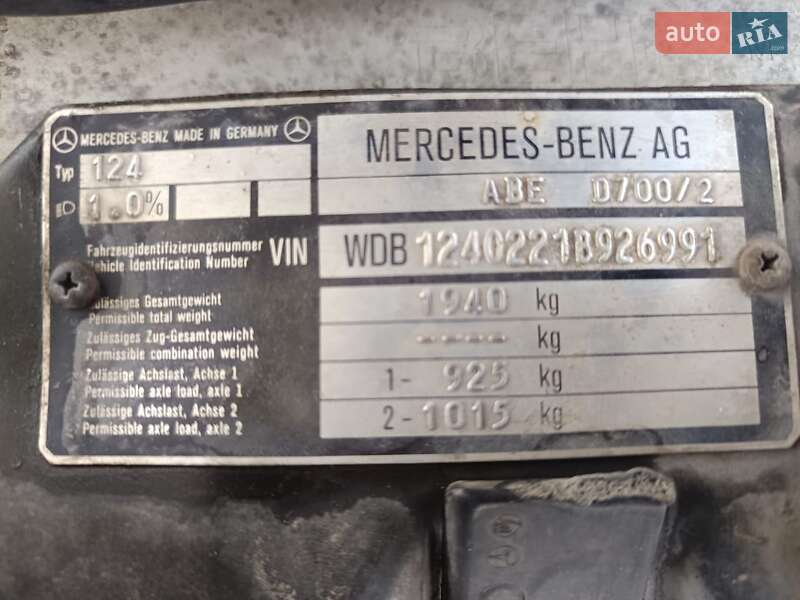 auto RIA .com
MERCEDES-BENZ MADE IN GERMANY
MERCEDES-BENZ AG
Typ 124
ABE D700/2
1.0%
Fahrzeugidentifizierungsnummer
Vehicle Identification Number
VIN WDB 1240221B926991
Zulässiges Gesamtgewicht
Permissible total weight
1940 kg
Zulässiges Zug-Gesamtgewicht
Permissible combination weight
---- kg
Zulässige Achslast, Achse 1
Permissible axle load, axle 1
1- 925 kg
Zulässige Achslast, Achse 2
Permissible axle load, axle 2
2- 1015 kg